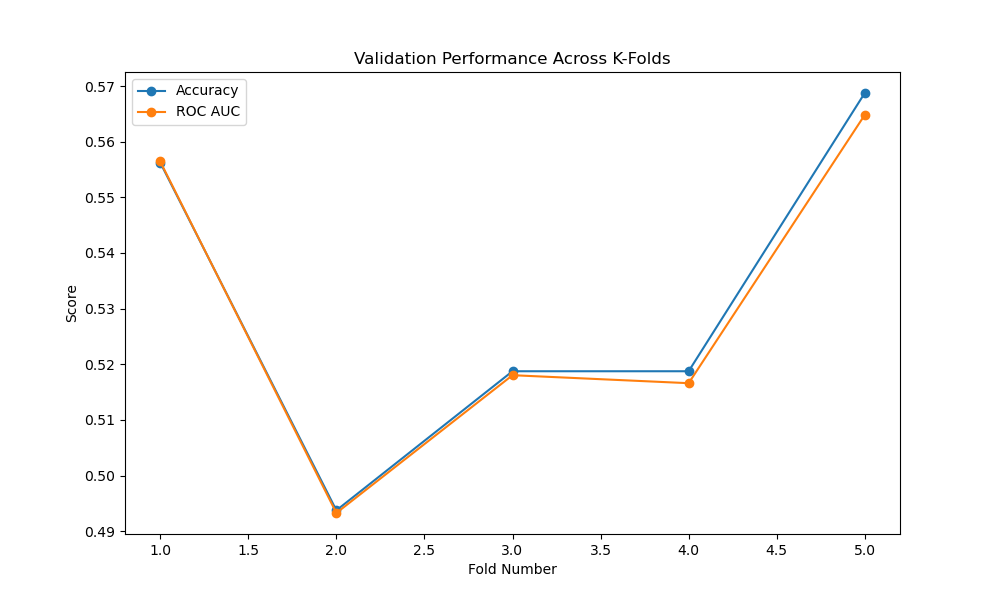 Validation Performance Across K-Folds
Accuracy
ROC AUC
Score
0.57
0.56
0.55
0.54
0.53
0.52
0.51
0.50
0.49
1.0 1.5 2.0 2.5 3.0 3.5 4.0 4.5 5.0
Fold Number